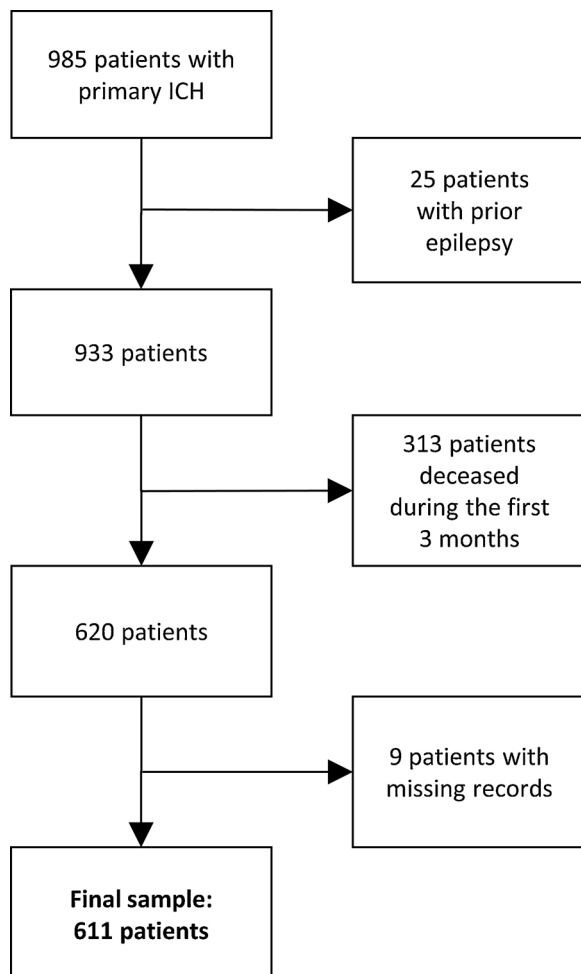 985 patients with
primary ICH
25 patients
with prior
epilepsy
933 patients
313 patients
deceased
during the first
3 months
620 patients
9 patients with
missing records
Final sample:
611 patients